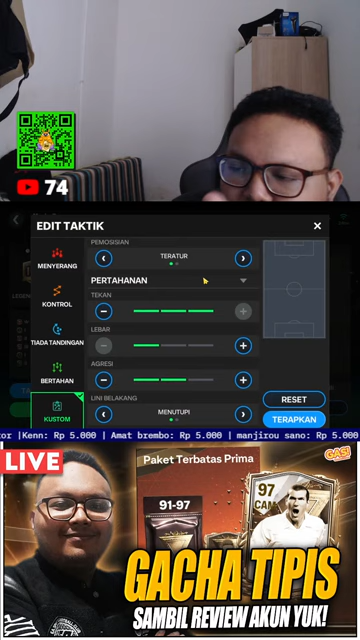 74
EDIT TAKTIK
MENYERANG
KONTROL
TIADA TANDINGAN
BERTAHAN
KUSTOM
PEMOSISIAN
TERATUR
PERTAHANAN
TEKAN
LEBAR
AGRESI
LINI BELAKANG
MENUTUPI
RESET
TERAPKAN
tor |Kenn: Rp 5.000 | Amat brembo: Rp 5.000 | manjirou sano: Rp 5.000
LIVE
Paket Terbatas Prima
GAS!
91-97
97
CAM
GACHA TIPIS
SAMBIL REVIEW AKUN YUK!